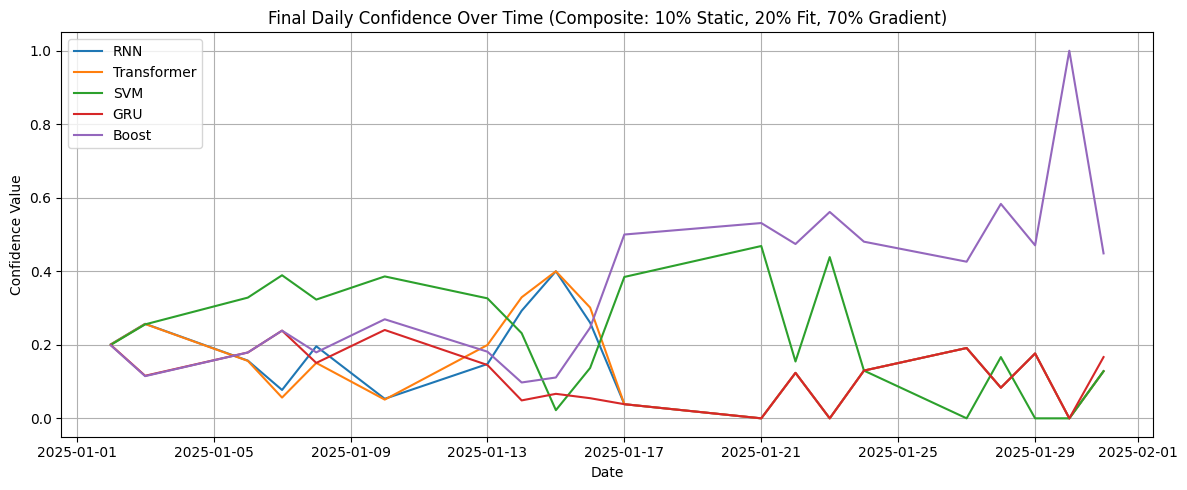 Final Daily Confidence Over Time (Composite: 10% Static, 20% Fit, 70% Gradient)
RNN
Transformer
SVM
GRU
Boost
1.0
0.8
0.6
0.4
0.2
0.0
Confidence Value
2025-01-01 2025-01-05 2025-01-09 2025-01-13 2025-01-17 2025-01-21 2025-01-25 2025-01-29 2025-02-01
Date